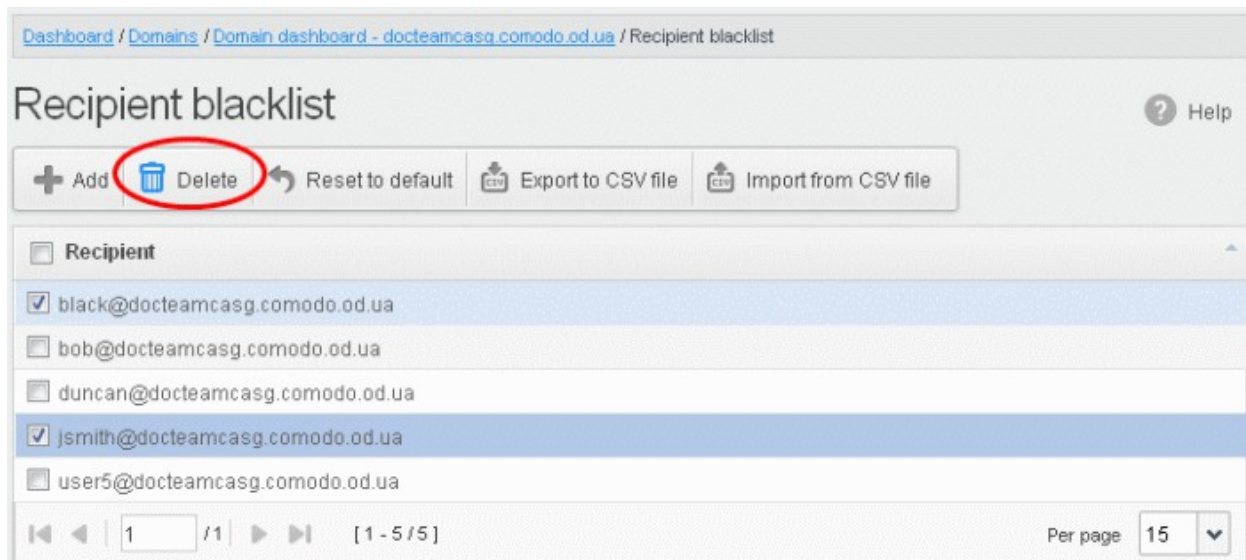 Dashboard / Domains / Domain dashboard - docteamcasg.comodo.od.ua / Recipient blacklist
Recipient blacklist
? Help
Add Delete Reset to default CSV Export to CSV file CSV Import from CSV file
Recipient
black@docteamcasg.comodo.od.ua
bob@docteamcasg.comodo.od.ua
duncan@docteamcasg.comodo.od.ua
jsmith@docteamcasg.comodo.od.ua
user5@docteamcasg.comodo.od.ua
1 /1 [1 - 5 / 5] Per page 15